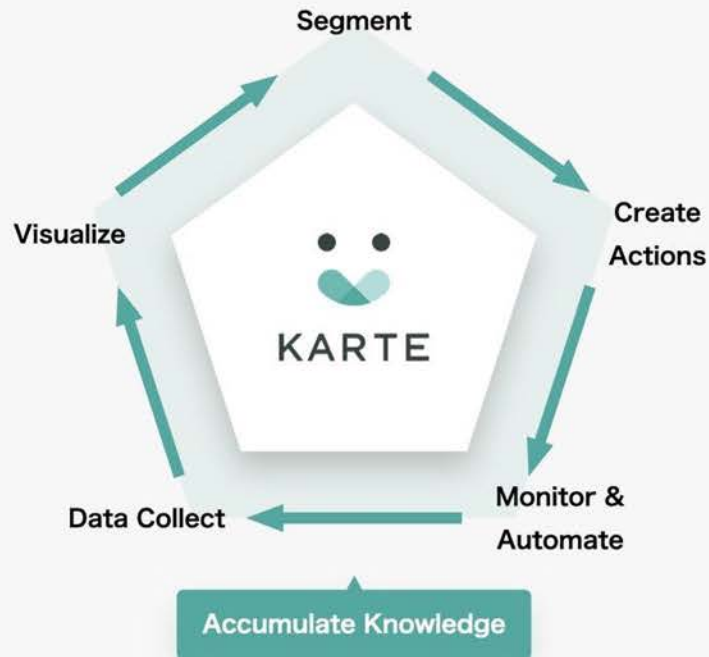 Segment
Visualize
Create
Actions
KARTE
Data Collect
Monitor &
Automate
Accumulate Knowledge